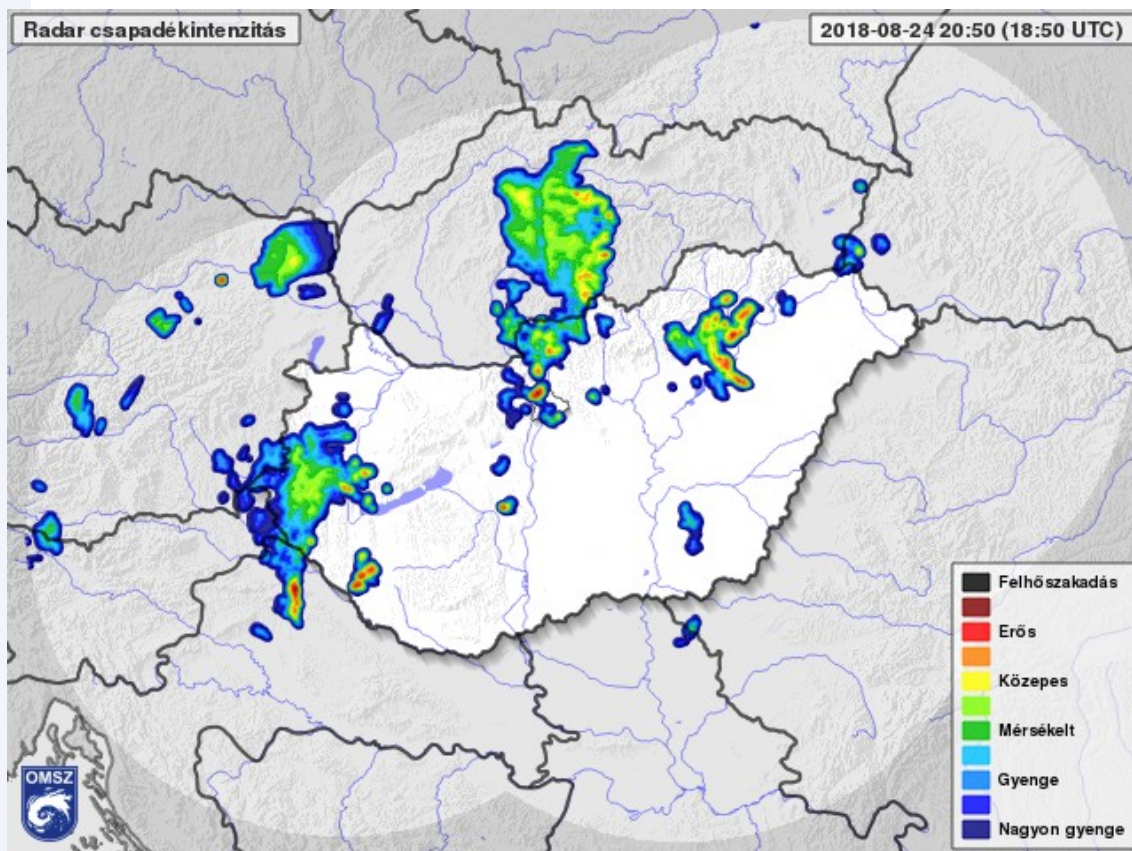 Radar csapadékintenzitás
2018-08-24 20:50 (18:50 UTC)
Felhőszakadás
Erős
Közepes
Mérsékelt
Gyenge
Nagyon gyenge
OMSZ